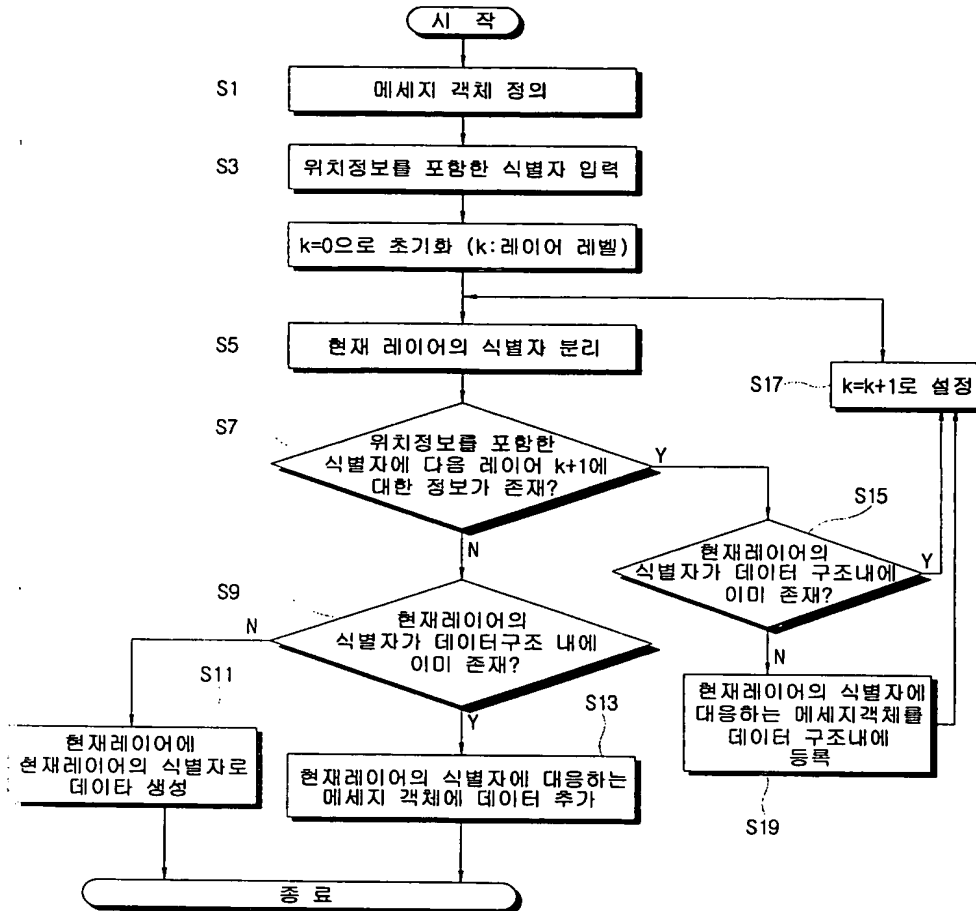 시 작
S1
메세지 객체 정의
S3
위치정보를 포함한 식별자 입력
k=0으로 초기화 (k:레이어 레벨)
S5
현재 레이어의 식별자 분리
S17
k=k+1로 설정
S7
위치정보를 포함한
식별자에 다음 레이어 k+1에
대한 정보가 존재?
Y
N
S15
현재레이어의
식별자가 데이터 구조내에
이미 존재?
Y
N
S9
현재레이어의
식별자가 데이터구조 내에
이미 존재?
N
Y
S11
현재레이어에
현재레이어의 식별자로
데이타 생성
S13
현재레이어의 식별자에 대응하는
메세지 객체에 데이터 추가
현재레이어의 식별자에
대응하는 메세지객체를
데이터 구조내에
등록
S19
종 료